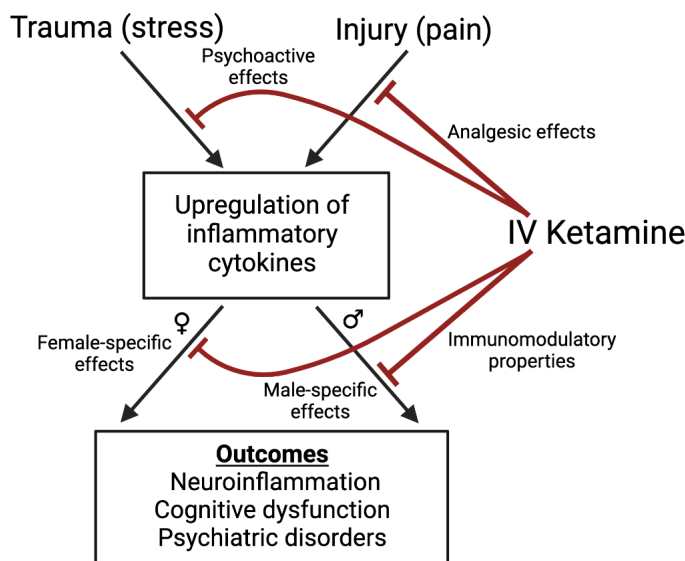 Trauma (stress)
Injury (pain)
Psychoactive
effects
Analgesic effects
Upregulation of
inflammatory
cytokines
IV Ketamine
♀
♂
Female-specific
effects
Immunomodulatory
properties
Male-specific
effects
Outcomes
Neuroinflammation
Cognitive dysfunction
Psychiatric disorders